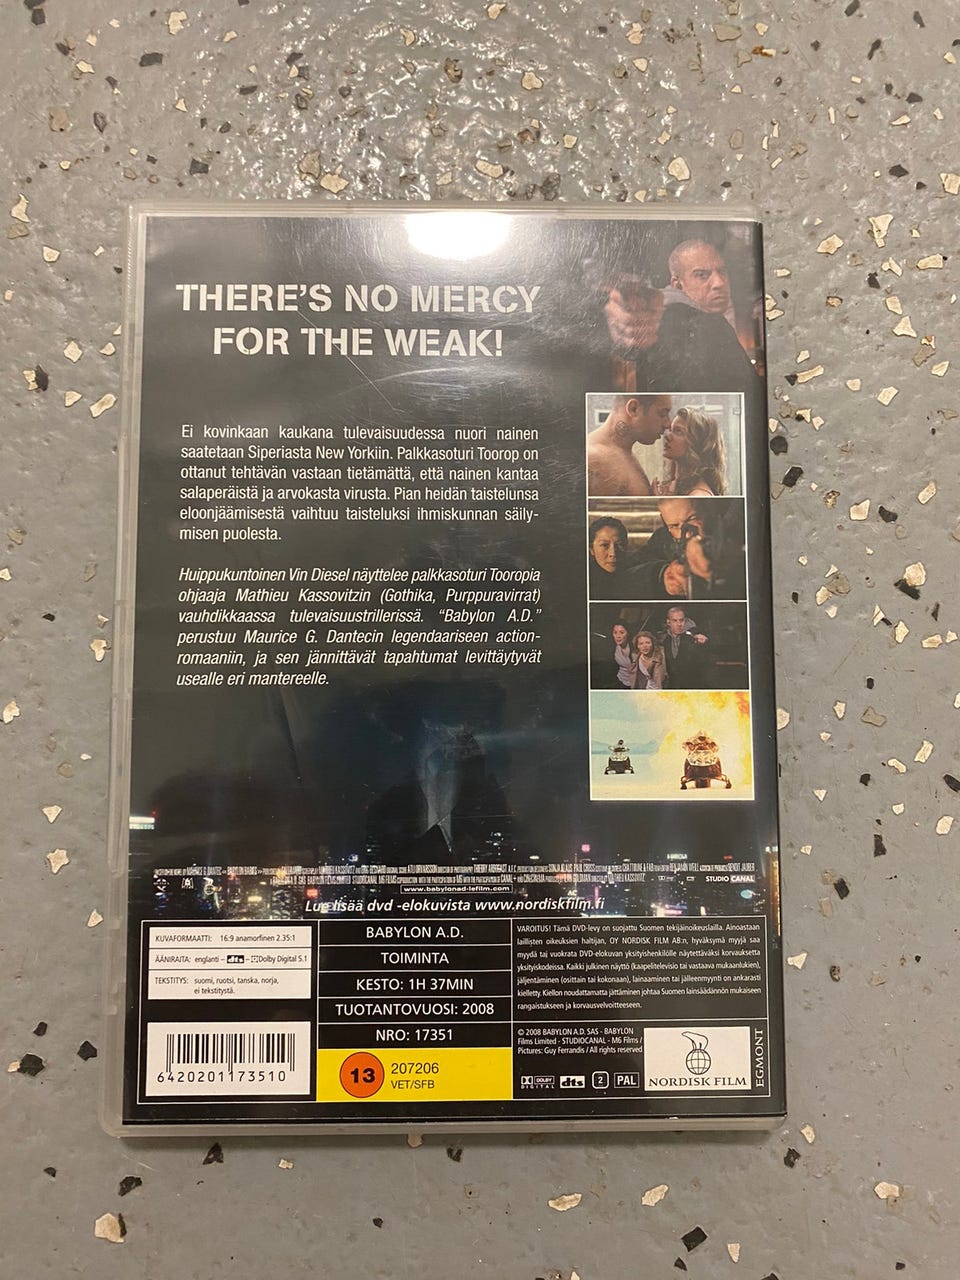 THERE'S NO MERCY
FOR THE WEAK!
Ei kovinkaan kaukana tulevaisuudessa nuori nainen
saatetaan Siperiasta New Yorkiin. Palkkasoturi Toorop on
ottanut tehtävän vastaan tietämättä, että nainen kantaa
salaperäistä ja arvokasta virusta. Pian heidän taistelunsa
eloonjäämisestä vaihtuu taisteluksi ihmiskunnan säily-
misen puolesta.
Huippukuntoinen Vin Diesel näyttelee palkkasoturi Tooropia
ohjaaja Mathieu Kassovitzin (Gothika, Purppuravirrat)
vauhdikkaassa tulevaisuustrillerissä. "Babylon A.D."
perustuu Maurice G. Dantecin legendaariseen action-
romaaniin, ja sen jännittävät tapahtumat levittäytyvät
usealle eri mantereelle.
STUDIO CANAL
www.babylonad-lefilm.com
Lue lisää dvd -elokuvista www.nordiskfilm.fi
KUVAFORMAATTI: 16:9 anamorfinen 2.35:1
ÄÄNIRAITA: englanti – dts – Dolby Digital 5.1
TEKSTITYS: suomi, ruotsi, tanska, norja,
ei tekstitystä.
6420201173510
BABYLON A.D.
TOIMINTA
KESTO: 1H 37MIN
TUOTANTOVUOSI: 2008
NRO: 17351
13 207206
VET/SFB
VAROITUS! Tämä DVD-levy on suojattu Suomen tekijäinoikeuslailla. Ainoastaan
laillisten oikeuksien haltijan, OY NORDISK FILM AB:n, hyväksymä myyjä saa
myydä tai vuokrata DVD-elokuvan yksityishenkilölle näytettäväksi korvauksetta
yksityiskodeissa. Kaikki julkinen näyttö (kaapelitelevisio tai vastaava mukaanlukien),
jäljentäminen (osittain tai kokonaan), lainaaminen tai jälleenmyynti on ankarasti
kielletty. Kiellon noudattamatta jättäminen johtaa Suomen lainsäädännön mukaiseen
rangaistukseen ja korvausvelvoitteeseen.
© 2008 BABYLON A.D. SAS - BABYLON
Films Limited - STUDIOCANAL - M6 Films /
Pictures: Guy Ferrandis / All rights reserved
DOLBY
DIGITAL
dts
2
PAL
NORDISK FILM
EGMONT